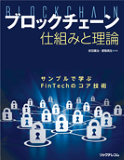 BLOCKCHAIN
ブロックチェーン
仕組みと理論
サンプルで学ぶ
FinTechのコア技術
リックテレコム